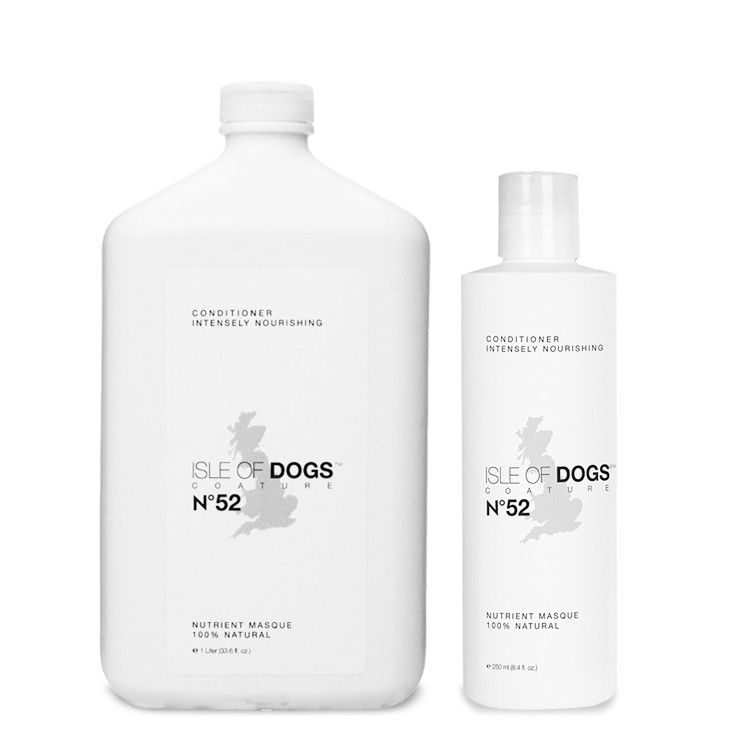 CONDITIONER
INTENSELY NOURISHING
ISLE OF DOGS™
COATURE
N°52
NUTRIENT MASQUE
100% NATURAL
e 1 Liter (33.6 fl. oz.)
CONDITIONER
INTENSELY NOURISHING
ISLE OF DOGS™
COATURE
N°52
NUTRIENT MASQUE
100% NATURAL
e 250 ml (8.4 fl. oz.)